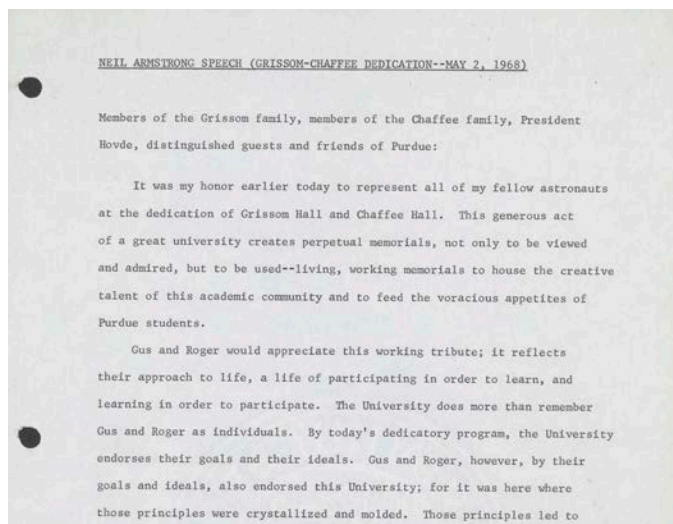 NEIL ARMSTRONG SPEECH (GRISSOM-CHAFFEE DEDICATION--MAY 2, 1968)
Members of the Grissom family, members of the Chaffee family, President
Hovde, distinguished guests and friends of Purdue:
It was my honor earlier today to represent all of my fellow astronauts
at the dedication of Grissom Hall and Chaffee Hall. This generous act
of a great university creates perpetual memorials, not only to be viewed
and admired, but to be used--living, working memorials to house the creative
talent of this academic community and to feed the voracious appetites of
Purdue students.
Gus and Roger would appreciate this working tribute; it reflects
their approach to life, a life of participating in order to learn, and
learning in order to participate. The University does more than remember
Gus and Roger as individuals. By today's dedicatory program, the University
endorses their goals and their ideals. Gus and Roger, however, by their
goals and ideals, also endorsed this University; for it was here where
those principles were crystallized and molded. Those principles led to